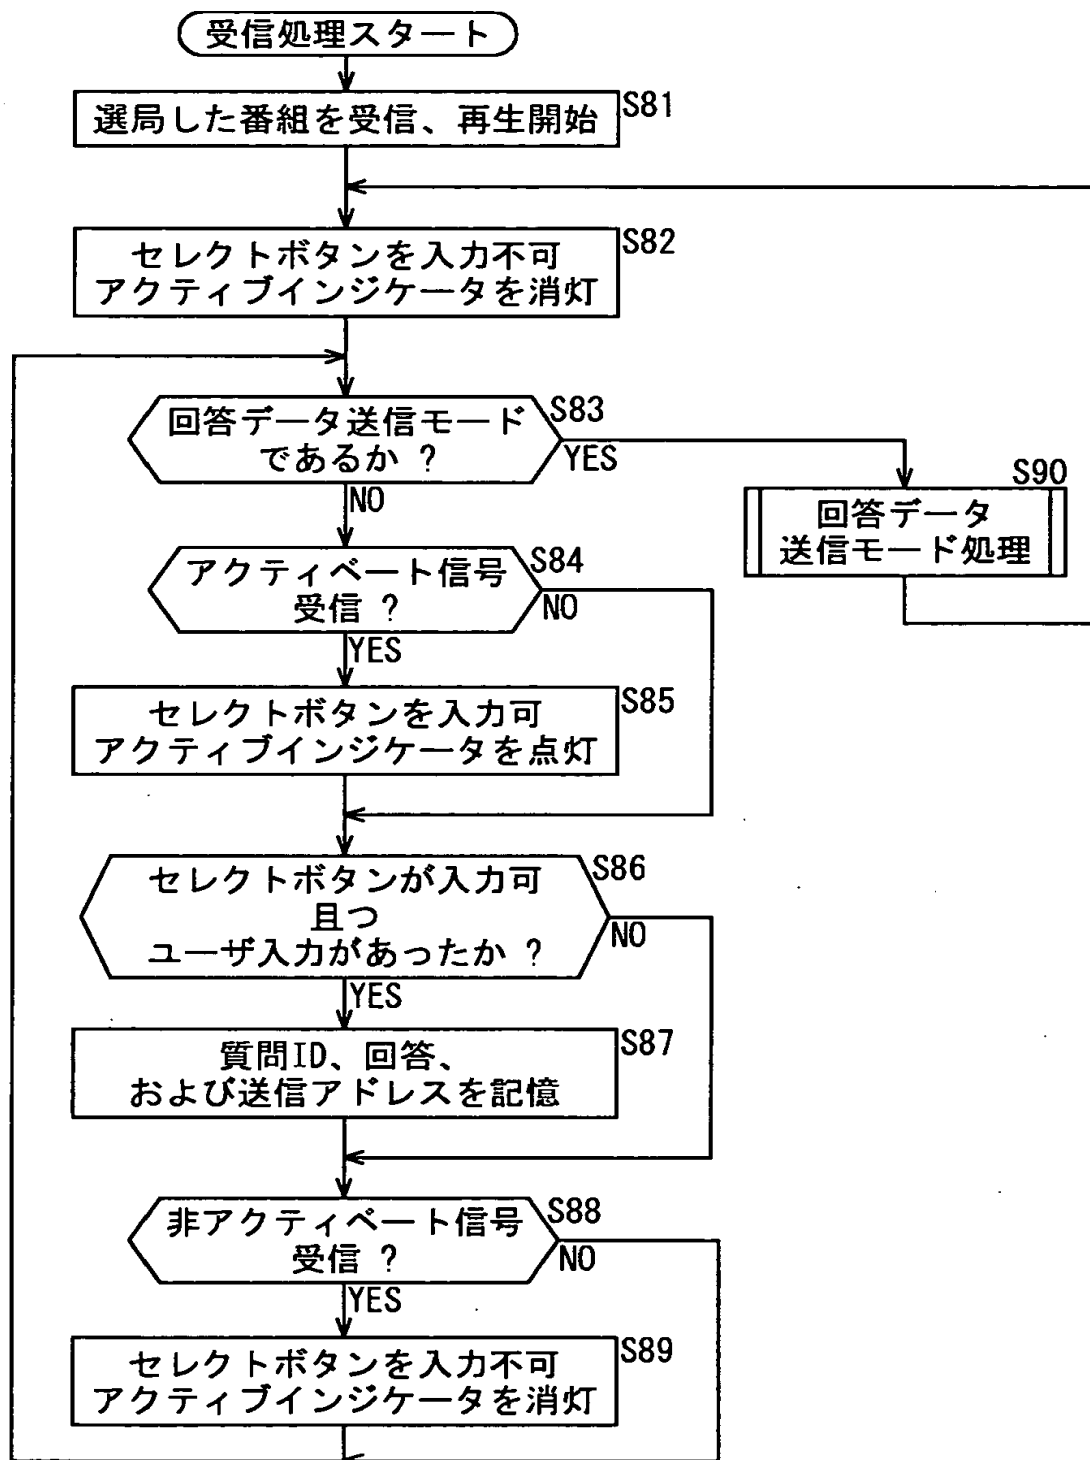 受信処理スタート
選局した番組を受信、再生開始
S81
セレクトボタンを入力不可
アクティブインジケータを消灯
S82
回答データ送信モード
であるか ?
S83
YES
NO
S90
回答データ
送信モード処理
アクティベート信号
受信 ?
S84
NO
YES
セレクトボタンを入力可
アクティブインジケータを点灯
S85
セレクトボタンが入力可
且つ
ユーザ入力があったか ?
S86
NO
YES
質問ID、回答、
および送信アドレスを記憶
S87
非アクティベート信号
受信 ?
S88
NO
YES
セレクトボタンを入力不可
アクティブインジケータを消灯
S89